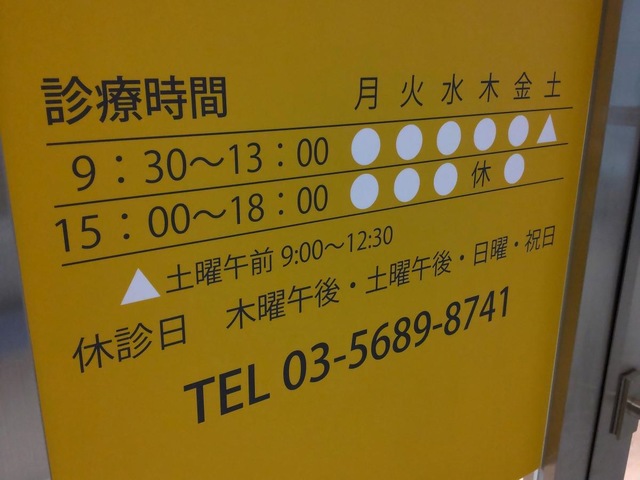 診療時間 月 火 水 木 金 土
9：30～13：00 ●●●●●▲
15：00～18：00 ●●●休●
▲土曜午前 9:00～12:30
休診日 木曜午後・土曜午後・日曜・祝日
TEL 03-5689-8741